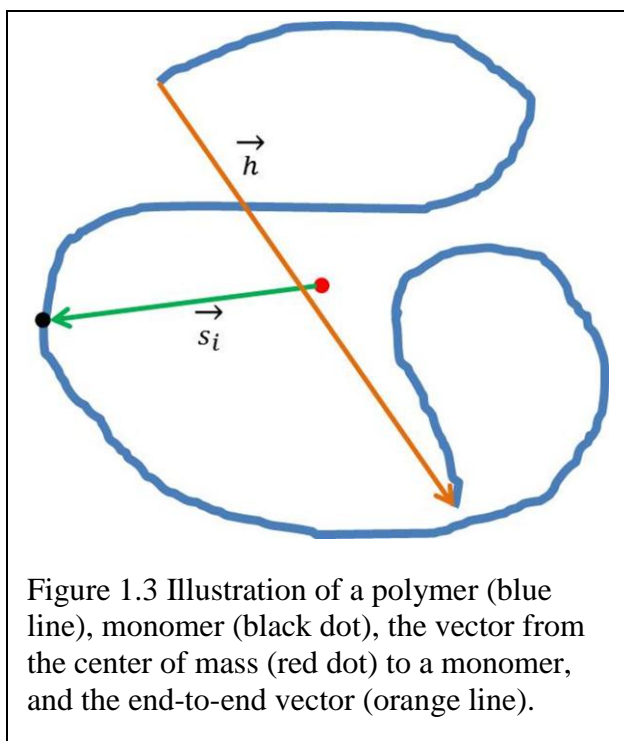 h
s_i
Figure 1.3 Illustration of a polymer (blue
line), monomer (black dot), the vector from
the center of mass (red dot) to a monomer,
and the end-to-end vector (orange line).